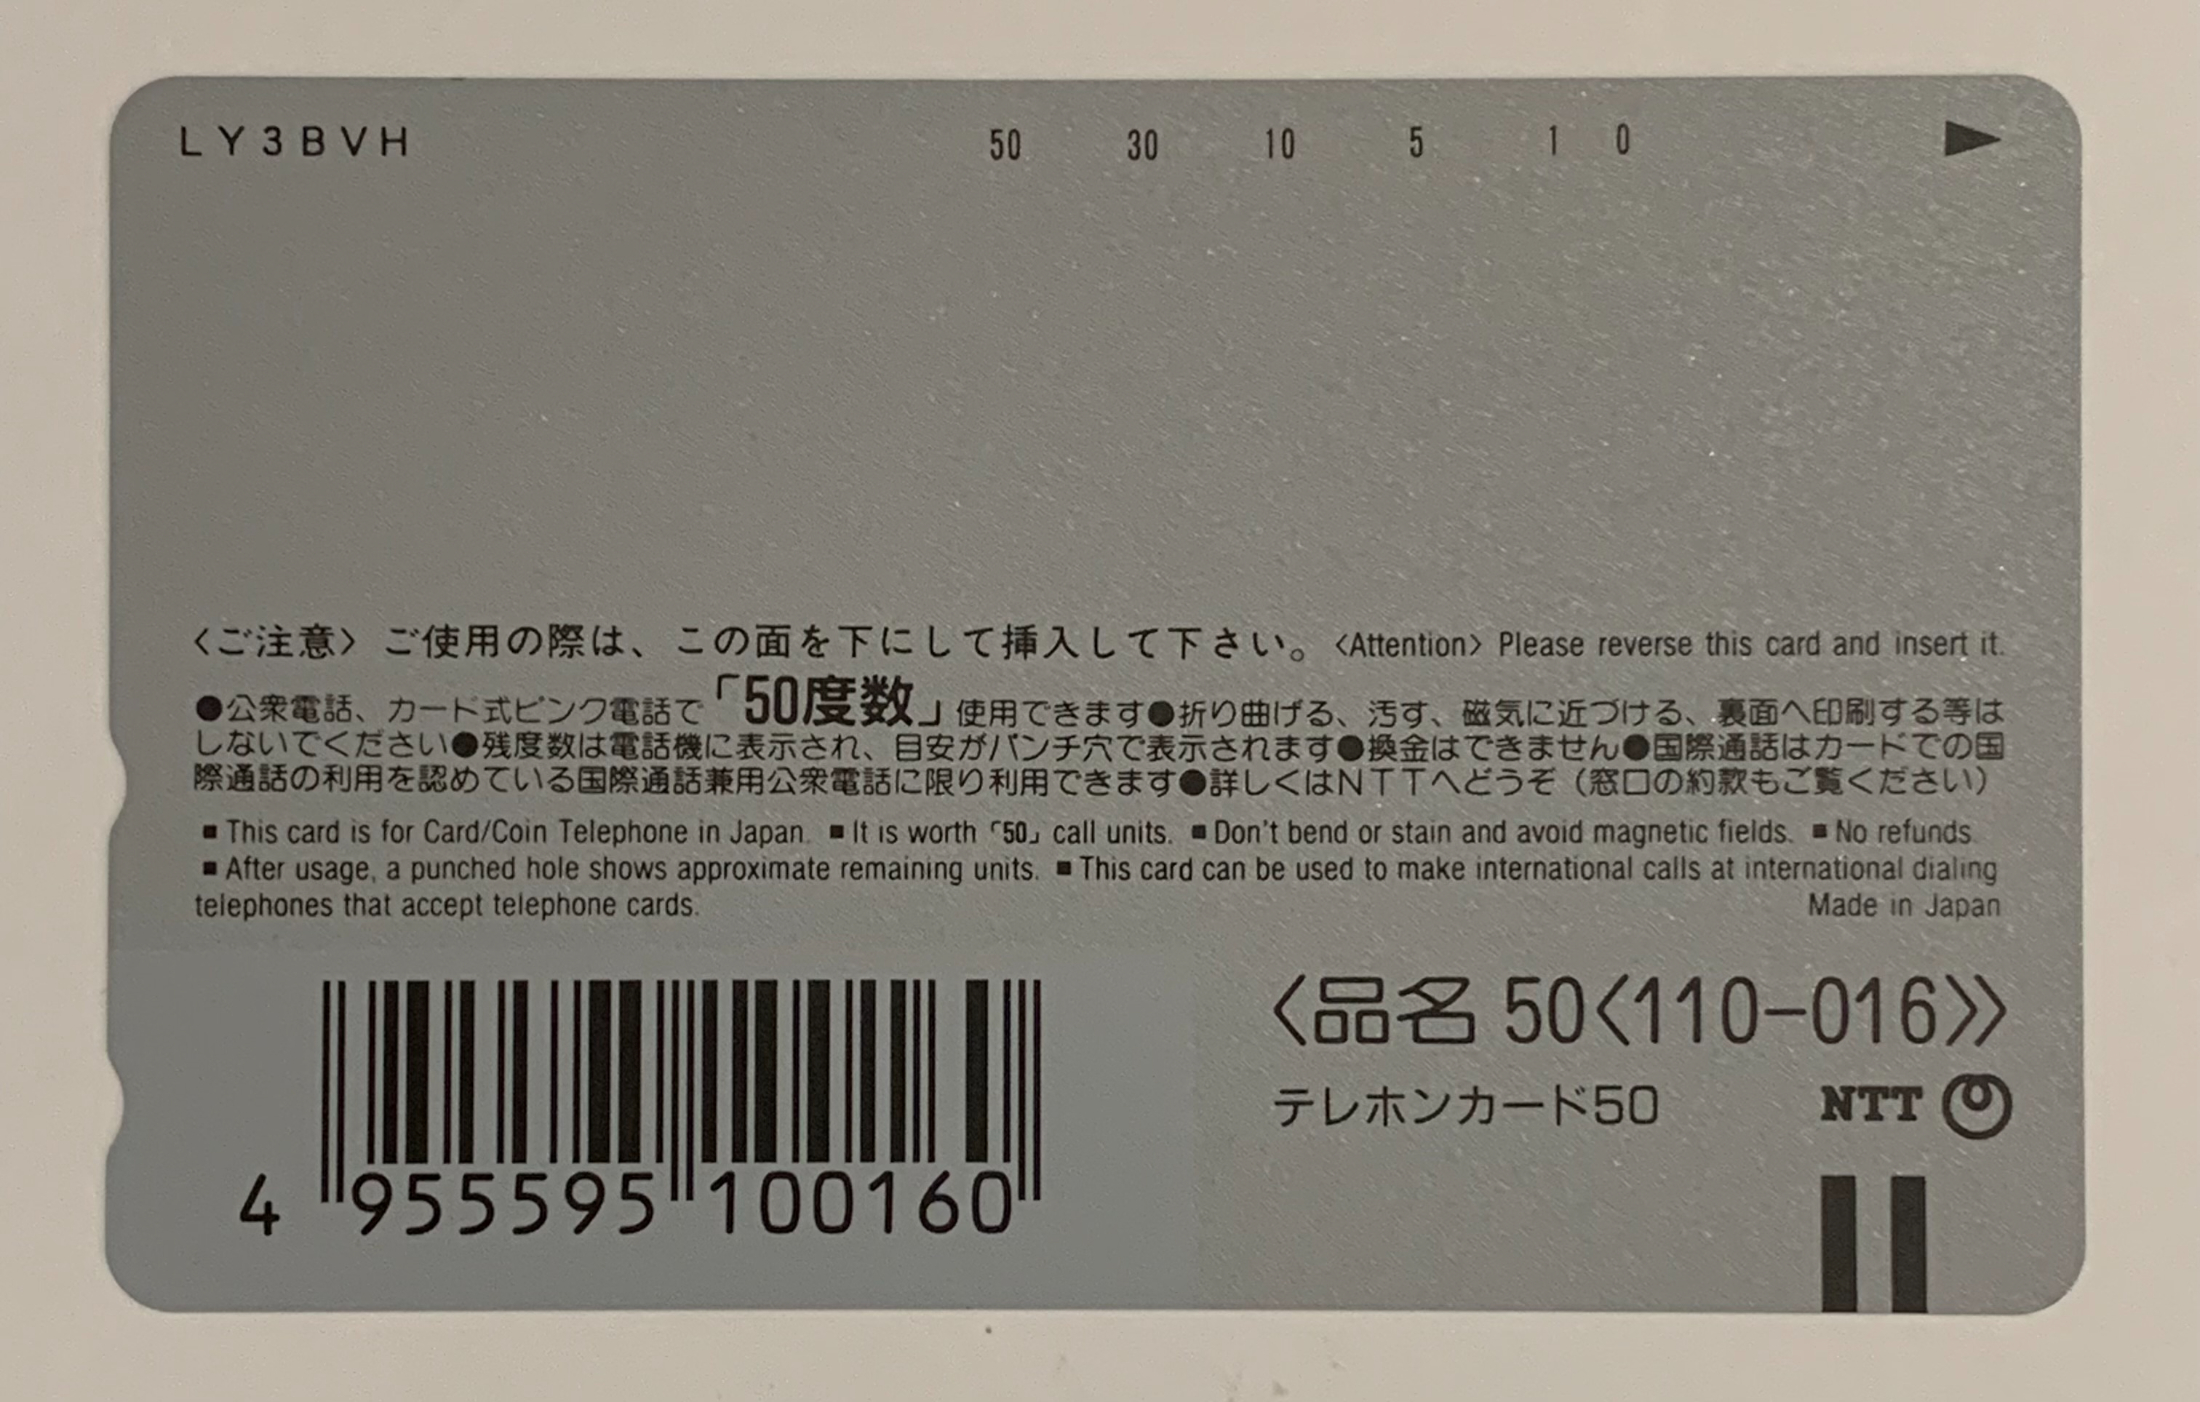 LY3BVH 50 30 10 5 1 0 ▶
〈ご注意〉ご使用の際は、この面を下にして挿入して下さい。〈Attention〉 Please reverse this card and insert it.
●公衆電話、カード式ピンク電話で「50度数」使用できます●折り曲げる、汚す、磁気に近づける、裏面へ印刷する等は
しないでください●残度数は電話機に表示され、目安がパンチ穴で表示されます●換金はできません●国際通話はカードでの国
際通話の利用を認めている国際通話兼用公衆電話に限り利用できます●詳しくはNTTへどうぞ(窓口の約款もご覧ください)
■This card is for Card/Coin Telephone in Japan. ■It is worth「50」call units. ■Don't bend or stain and avoid magnetic fields. ■No refunds.
■After usage, a punched hole shows approximate remaining units. ■This card can be used to make international calls at international dialing
telephones that accept telephone cards. Made in Japan
〈品名 50〈110-016〉〉
テレホンカード50 NTT
4 955595 100160